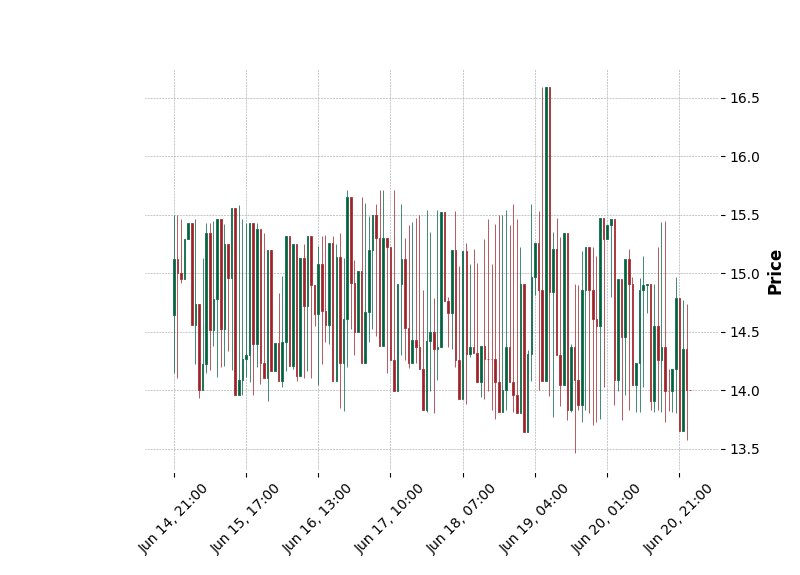 16.5
16.0
15.5
15.0
14.5
14.0
13.5
Price
Jun 14, 21:00
Jun 15, 17:00
Jun 16, 13:00
Jun 17, 10:00
Jun 18, 07:00
Jun 19, 04:00
Jun 20, 01:00
Jun 20, 21:00